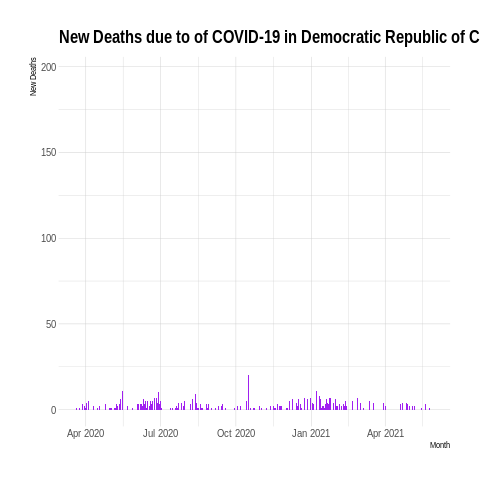 New Deaths due to of COVID-19 in Democratic Republic of C
New Deaths
200
150
100
50
0
Apr 2020 Jul 2020 Oct 2020 Jan 2021 Apr 2021
Month